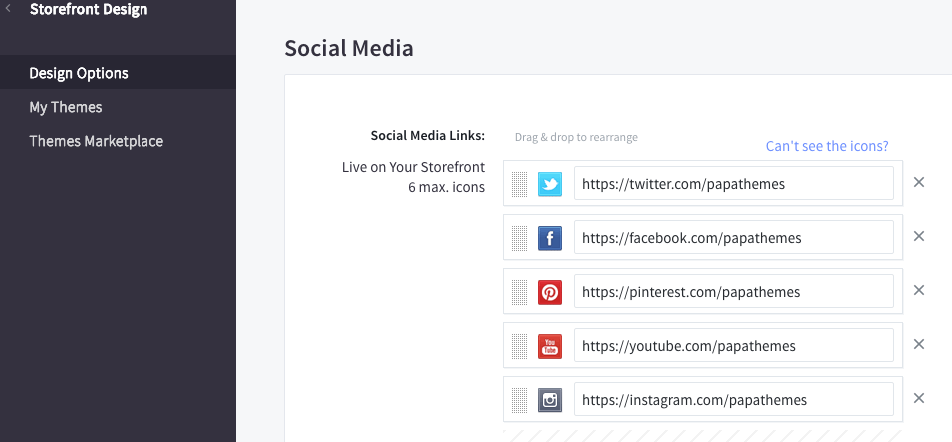 Storefront Design
Design Options
My Themes
Themes Marketplace
Social Media
Social Media Links:
Live on Your Storefront
6 max. icons
Drag & drop to rearrange
Can't see the icons?
https://twitter.com/papathemes
https://facebook.com/papathemes
https://pinterest.com/papathemes
You
Tube
https://youtube.com/papathemes
https://instagram.com/papathemes